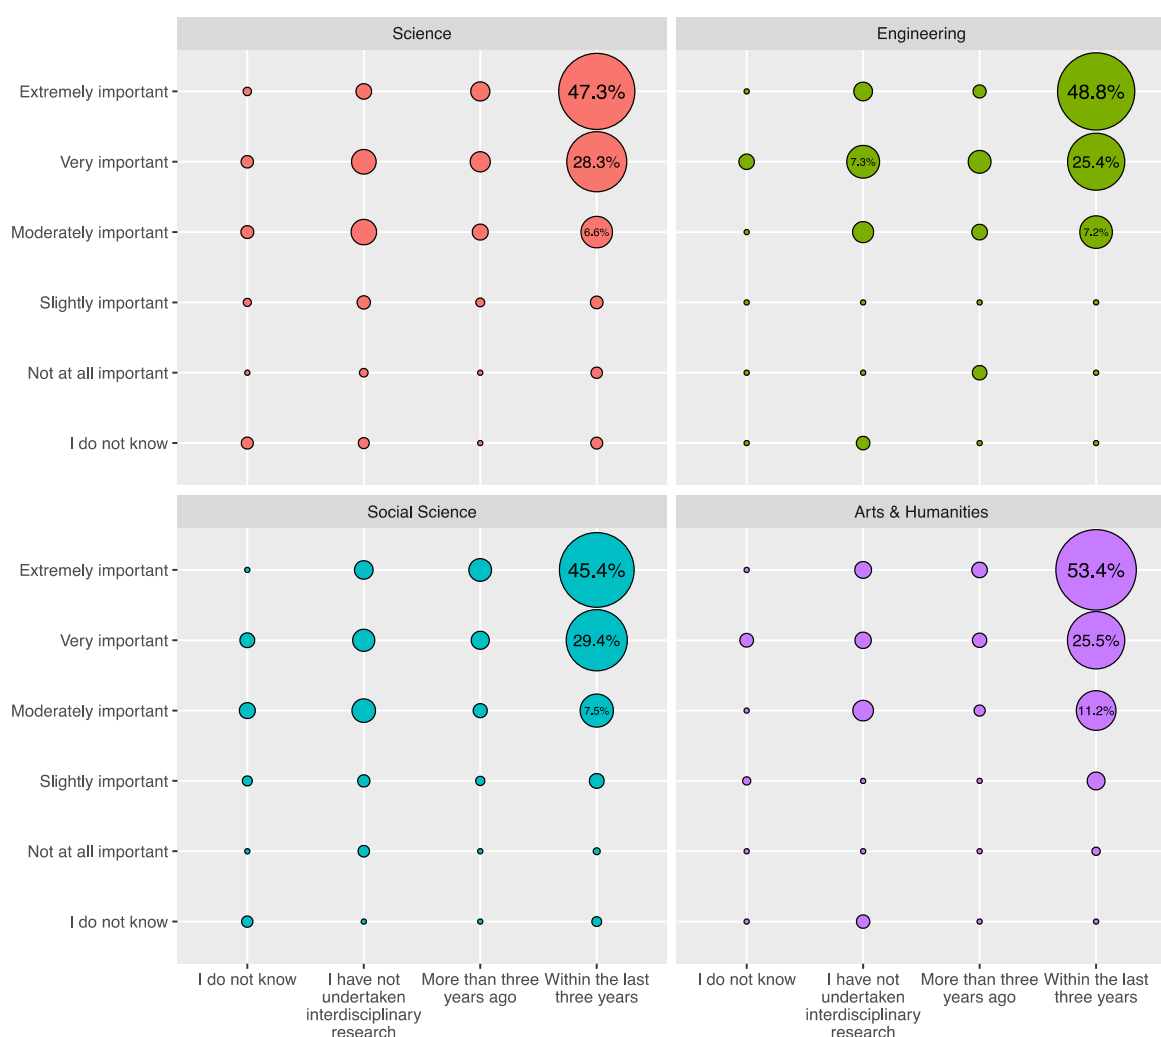 Science
Engineering
Extremely important
47.3%
48.8%
Very important
28.3%
7.3%
25.4%
Moderately important
6.6%
7.2%
Slightly important
Not at all important
I do not know
Social Science
Arts & Humanities
Extremely important
45.4%
53.4%
Very important
29.4%
25.5%
Moderately important
7.5%
11.2%
Slightly important
Not at all important
I do not know
I do not know
I have not
undertaken
interdisciplinary
research
More than three
years ago
Within the last
three years
I do not know
I have not
undertaken
interdisciplinary
research
More than three
years ago
Within the last
three years